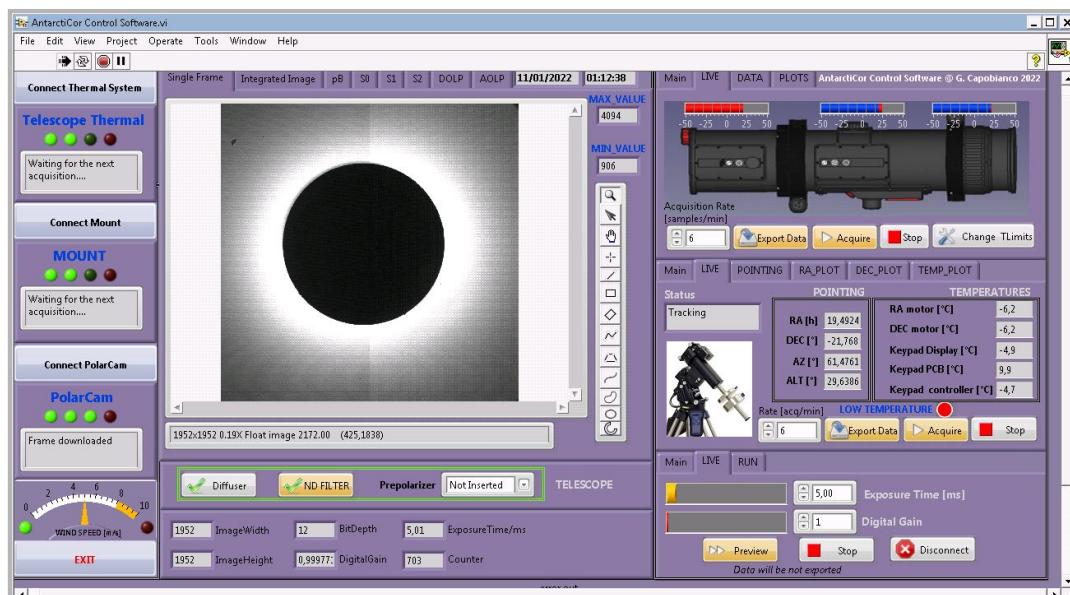 AntarctiCor Control Software.vi
File Edit View Project Operate Tools Window Help
Connect Thermal System
Telescope Thermal
Waiting for the next
acquisition....
Connect Mount
MOUNT
Waiting for the next
acquisition....
Connect PolarCam
PolarCam
Frame downloaded
0 2 4 6 8 10
WIND SPEED [m/s]
EXIT
Single Frame Integrated Image pB S0 S1 S2 DOLP AOLP 11/01/2022 01:12:38
MAX_VALUE
4094
MIN_VALUE
906
1952x1952 0.19X Float image 2172.00 (425,1838)
Diffuser ND FILTER Prepolarizer Not Inserted TELESCOPE
1952 ImageWidth 12 BitDepth 5,01 ExposureTime/ms
1952 ImageHeight 0,99977: DigitalGain 703 Counter
Main LIVE DATA PLOTS AntarctiCor Control Software @ G. Capobianco 2022
-50 -25 0 25 50 -50 -25 0 25 50 -50 -25 0 25 50
Acquisition Rate
[samples/min]
6 Export Data Acquire Stop Change TLimits
Main LIVE POINTING RA_PLOT DEC_PLOT TEMP_PLOT
Status
Tracking
POINTING
RA [h] 19,4924
DEC [°] -21,768
AZ [°] 61,4761
ALT [°] 29,6386
TEMPERATURES
RA motor [°C] -6,2
DEC motor [°C] -6,2
Keypad Display [°C] -4,9
Keypad PCB [°C] 9,9
Keypad controller [°C] -4,7
Rate [acq/min] LOW TEMPERATURE
6 Export Data Acquire Stop
Main LIVE RUN
5,00 Exposure Time [ms]
1 Digital Gain
Preview Stop Disconnect
Data will be not exported